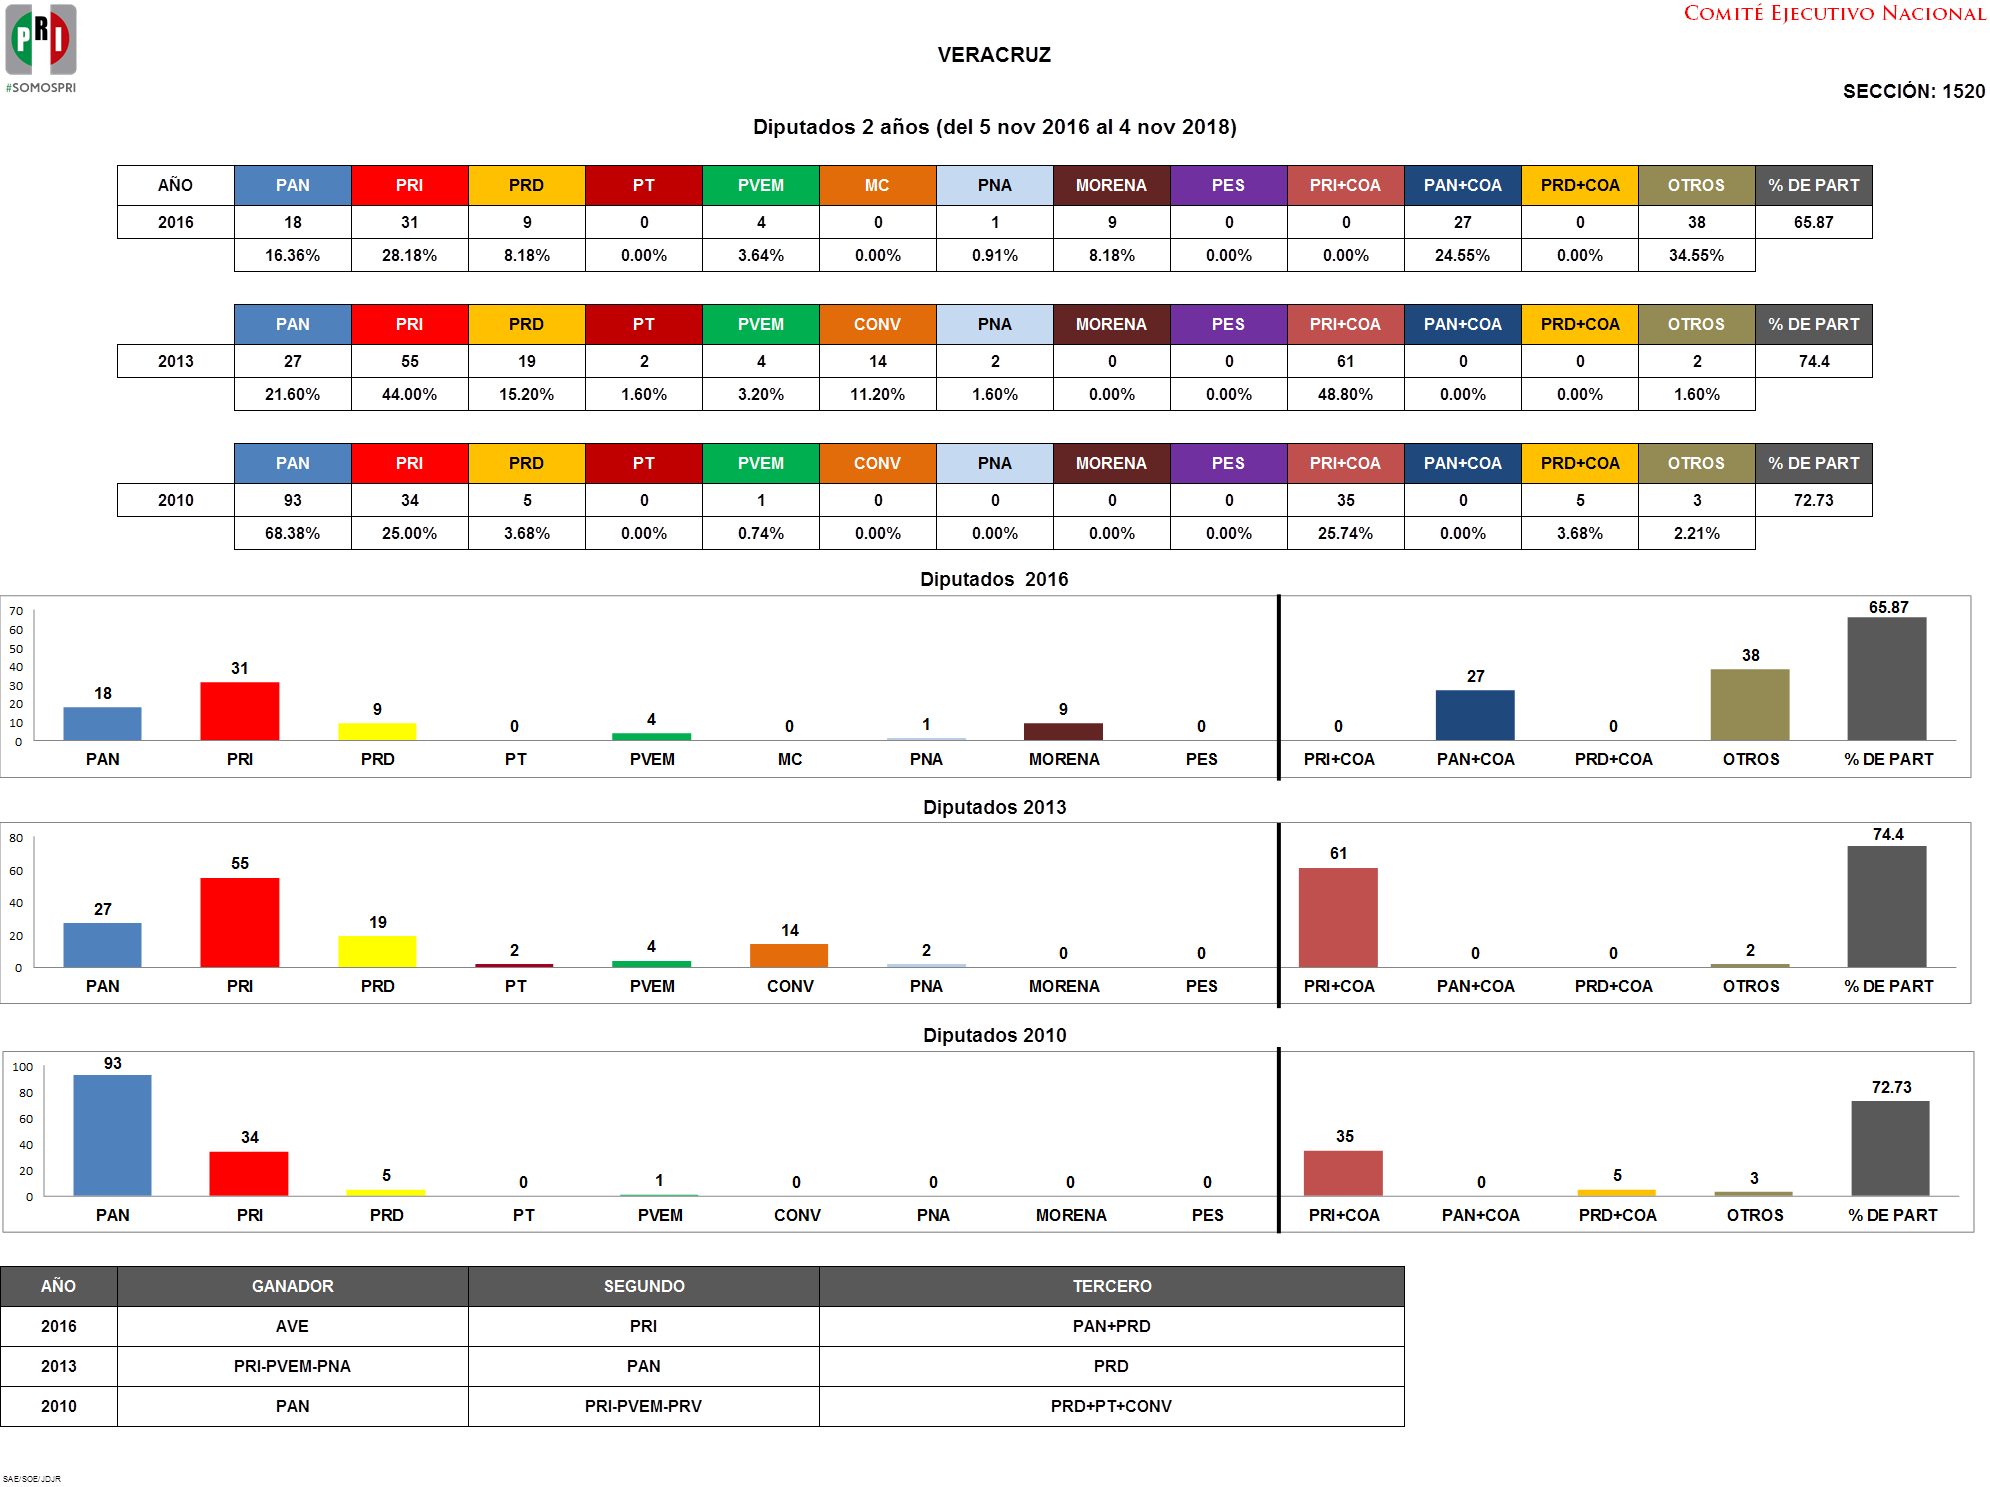 COMITÉ EJECUTIVO NACIONAL
PRI
#SOMOSPRI
VERACRUZ
SECCIÓN: 1520
Diputados 2 años (del 5 nov 2016 al 4 nov 2018)
AÑO PAN PRI PRD PT PVEM MC PNA MORENA PES PRI+COA PAN+COA PRD+COA OTROS % DE PART
2016 18 31 9 0 4 0 1 9 0 0 27 0 38 65.87
16.36% 28.18% 8.18% 0.00% 3.64% 0.00% 0.91% 8.18% 0.00% 0.00% 24.55% 0.00% 34.55%
PAN PRI PRD PT PVEM CONV PNA MORENA PES PRI+COA PAN+COA PRD+COA OTROS % DE PART
2013 27 55 19 2 4 14 2 0 0 61 0 0 2 74.4
21.60% 44.00% 15.20% 1.60% 3.20% 11.20% 1.60% 0.00% 0.00% 48.80% 0.00% 0.00% 1.60%
PAN PRI PRD PT PVEM CONV PNA MORENA PES PRI+COA PAN+COA PRD+COA OTROS % DE PART
2010 93 34 5 0 1 0 0 0 0 35 0 5 3 72.73
68.38% 25.00% 3.68% 0.00% 0.74% 0.00% 0.00% 0.00% 0.00% 25.74% 0.00% 3.68% 2.21%
Diputados 2016
70
60
50
40
30
20
10
0
18 31 9 0 4 0 1 9 0 0 27 0 38 65.87
PAN PRI PRD PT PVEM MC PNA MORENA PES PRI+COA PAN+COA PRD+COA OTROS % DE PART
Diputados 2013
80
60
40
20
0
27 55 19 2 4 14 2 0 0 61 0 0 2 74.4
PAN PRI PRD PT PVEM CONV PNA MORENA PES PRI+COA PAN+COA PRD+COA OTROS % DE PART
Diputados 2010
100
80
60
40
20
0
93 34 5 0 1 0 0 0 0 35 0 5 3 72.73
PAN PRI PRD PT PVEM CONV PNA MORENA PES PRI+COA PAN+COA PRD+COA OTROS % DE PART
AÑO GANADOR SEGUNDO TERCERO
2016 AVE PRI PAN+PRD
2013 PRI-PVEM-PNA PAN PRD
2010 PAN PRI-PVEM-PRV PRD+PT+CONV
SAE/SOE/JDJR